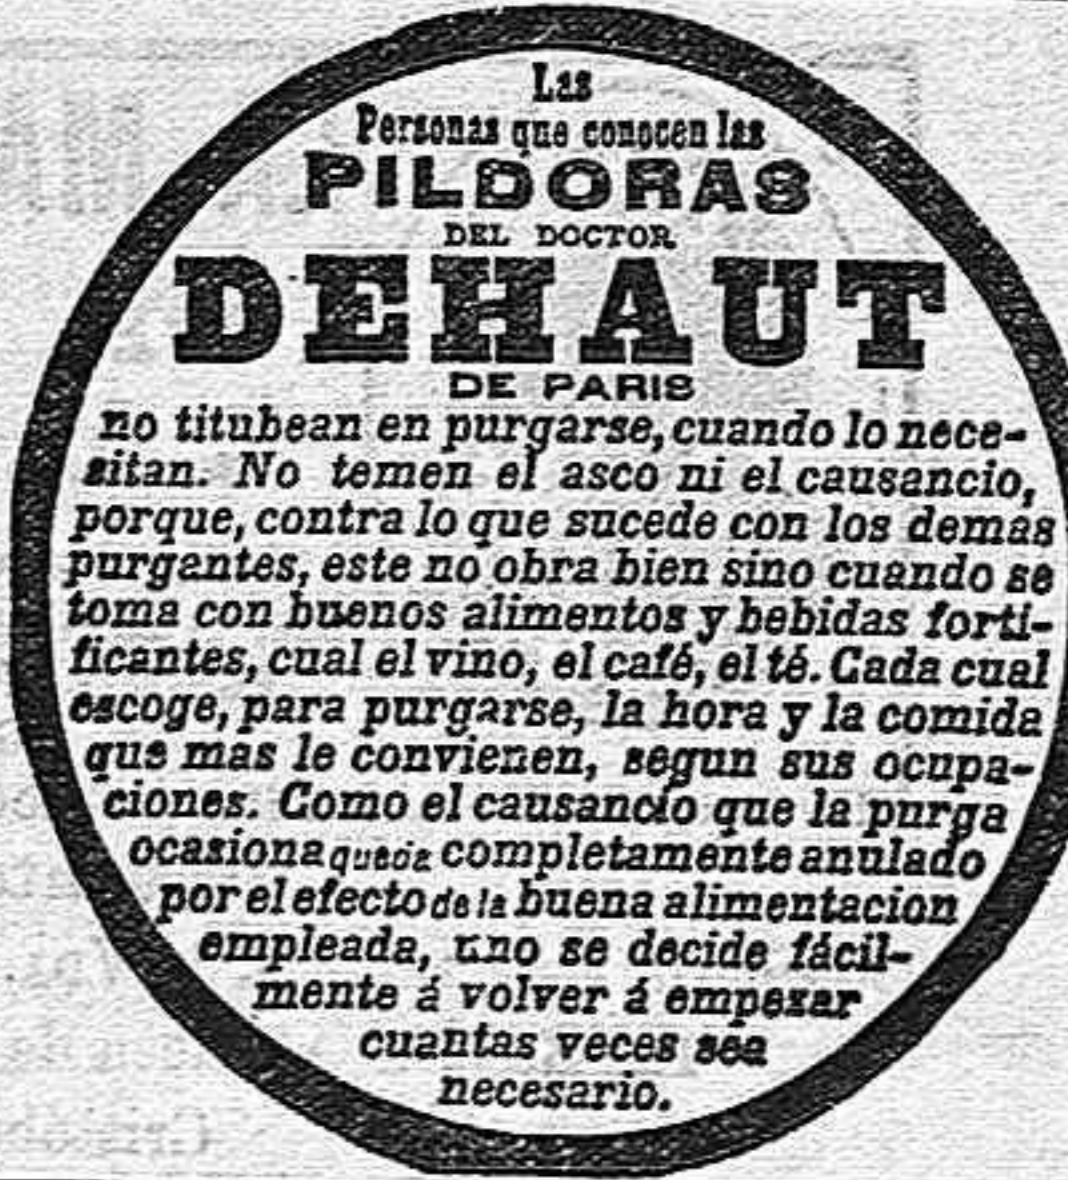 Las
Personas que conocen las
PILDORAS
DEL DOCTOR
DEHAUT
DE PARIS
no titubean en purgarse, cuando lo nece-
sitan. No temen el asco ni el causancio,
porque, contra lo que sucede con los demas
purgantes, este no obra bien sino cuando se
toma con buenos alimentos y bebidas forti-
ficantes, cual el vino, el café, el té. Cada cual
escoge, para purgarse, la hora y la comida
que mas le convienen, segun sus ocupa-
ciones. Como el causancio que la purga
ocasiona queda completamente anulado
por el efecto de la buena alimentacion
empleada, uno se decide fácil-
mente á volver á empezar
cuantas veces sea
necesario.